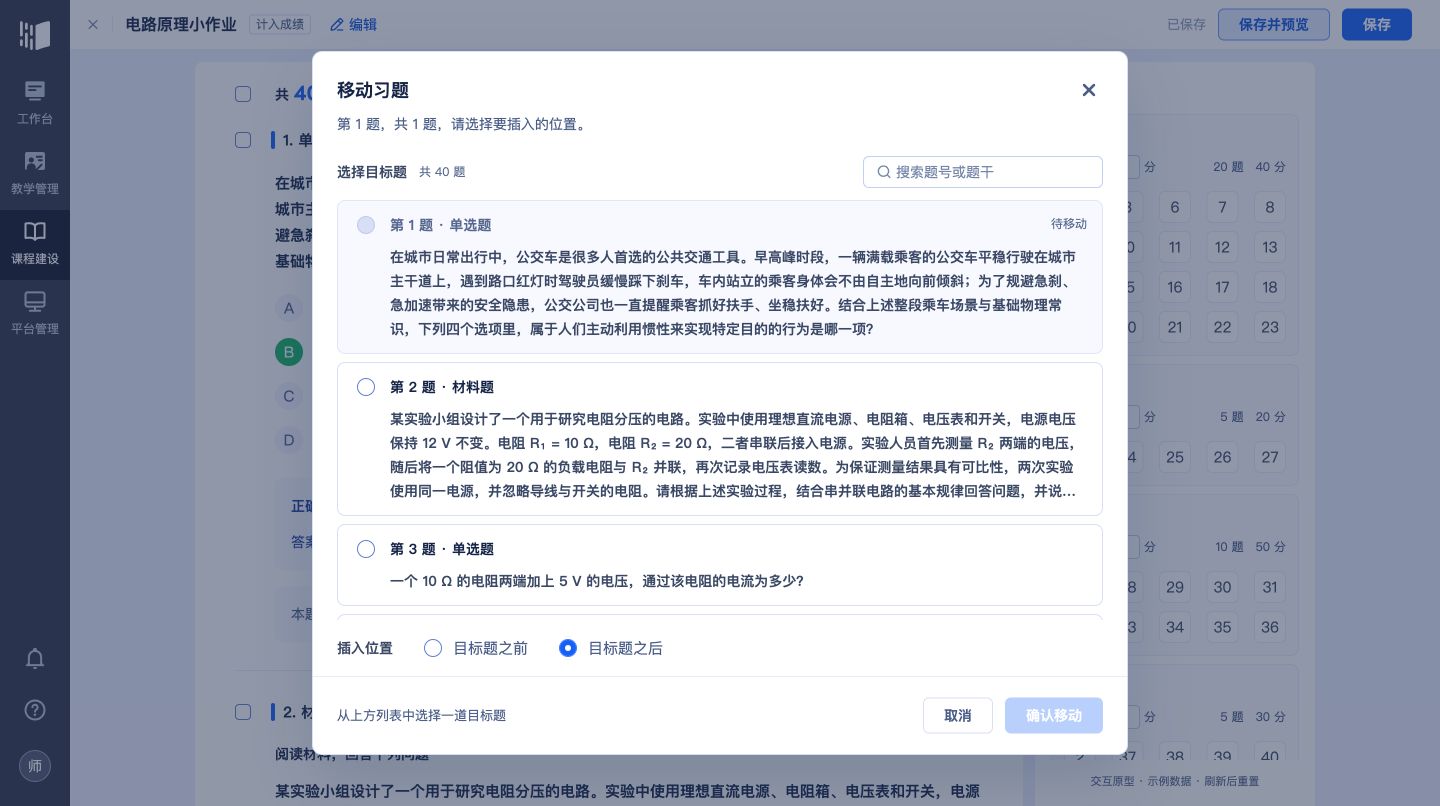 电路原理小作业 计入成绩 编辑 已保存 保存并预览 保存
工作台
教学管理
课程建设
平台管理
师
共 40
1. 单
在城市
城市主
避急刹
基础物
A
B
C
D
正确
答案
本题
2. 材
阅读材料，回答下列问题
某实验小组设计了一个用于研究电阻分压的电路。实验中使用理想直流电源、电阻箱、电压表和开关，电源
移动习题
第 1 题，共 1 题，请选择要插入的位置。
选择目标题 共 40 题 搜索题号或题干
第 1 题 · 单选题 待移动
在城市日常出行中，公交车是很多人首选的公共交通工具。早高峰时段，一辆满载乘客的公交车平稳行驶在城市
主干道上，遇到路口红灯时驾驶员缓慢踩下刹车，车内站立的乘客身体会不由自主地向前倾斜；为了规避急刹、
急加速带来的安全隐患，公交公司也一直提醒乘客抓好扶手、坐稳扶好。结合上述整段乘车场景与基础物理常
识，下列四个选项里，属于人们主动利用惯性来实现特定目的的行为是哪一项？
第 2 题 · 材料题
某实验小组设计了一个用于研究电阻分压的电路。实验中使用理想直流电源、电阻箱、电压表和开关，电源电压
保持 12 V 不变。电阻 R₁ = 10 Ω，电阻 R₂ = 20 Ω，二者串联后接入电源。实验人员首先测量 R₂ 两端的电压，
随后将一个阻值为 20 Ω 的负载电阻与 R₂ 并联，再次记录电压表读数。为保证测量结果具有可比性，两次实验
使用同一电源，并忽略导线与开关的电阻。请根据上述实验过程，结合串并联电路的基本规律回答问题，并说…
第 3 题 · 单选题
一个 10 Ω 的电阻两端加上 5 V 的电压，通过该电阻的电流为多少？
插入位置 目标题之前 目标题之后
从上方列表中选择一道目标题 取消 确认移动
分 20 题 40 分
6 7 8
11 12 13
16 17 18
21 22 23
分 5 题 20 分
25 26 27
分 10 题 50 分
29 30 31
34 35 36
分 5 题 30 分
37 38 39 40
交互原型 · 示例数据 · 刷新后重置